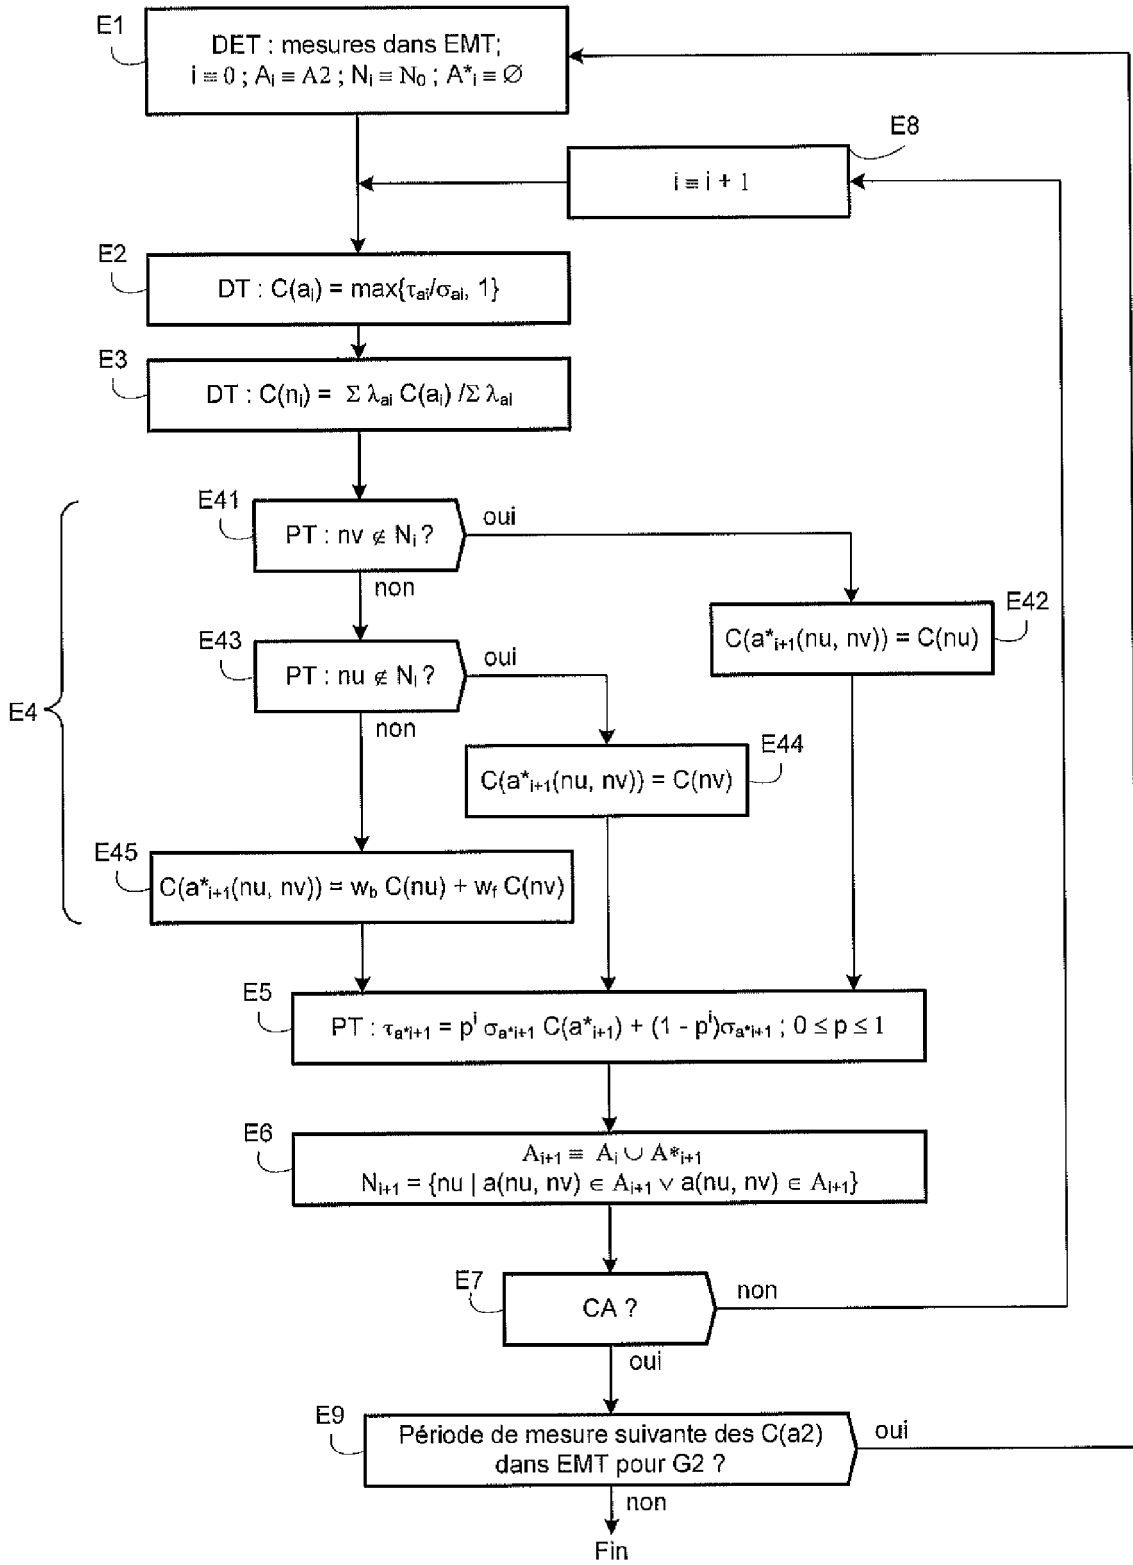 E1
DET : mesures dans EMT;
i ≡ 0 ; Ai ≡ A2 ; Ni ≡ N0 ; A*i ≡ ∅
E8
i ≡ i + 1
E2
DT : C(ai) = max{τai/σai, 1}
E3
DT : C(ni) = Σ λai C(ai) /Σ λai
E4
E41
PT : nv ∉ Ni ?
oui
non
E42
C(a*i+1(nu, nv)) = C(nu)
E43
PT : nu ∉ Ni ?
oui
non
E44
C(a*i+1(nu, nv)) = C(nv)
E45
C(a*i+1(nu, nv)) = wb C(nu) + wf C(nv)
E5
PT : τa*i+1 = p^i σa*i+1 C(a*i+1) + (1 - p^i)σa*i+1 ; 0 ≤ p ≤ 1
E6
Ai+1 ≡ Ai ∪ A*i+1
Ni+1 = {nu | a(nu, nv) ∈ Ai+1 ∨ a(nu, nv) ∈ Ai+1}
E7
CA ?
non
oui
E9
Période de mesure suivante des C(a2)
dans EMT pour G2 ?
oui
non
Fin